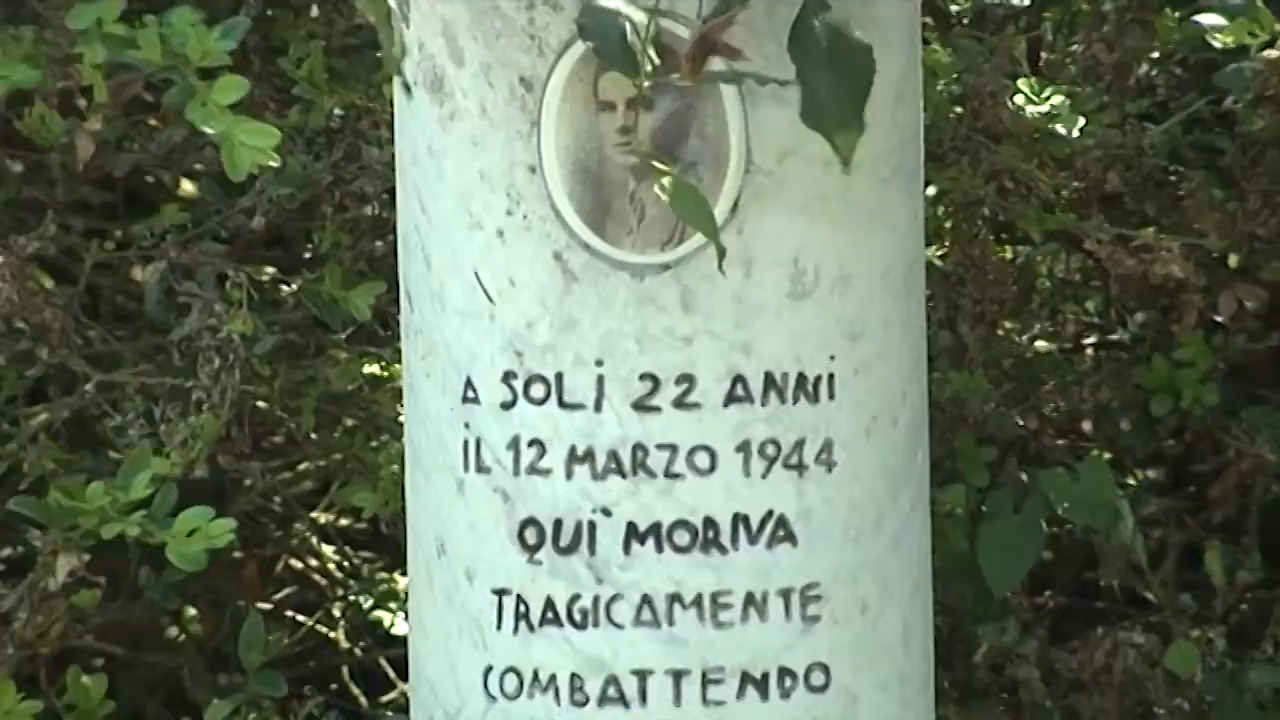 A SOLI 22 ANNI
IL 12 MARZO 1944
QUI MORIVA
TRAGICAMENTE
COMBATTENDO